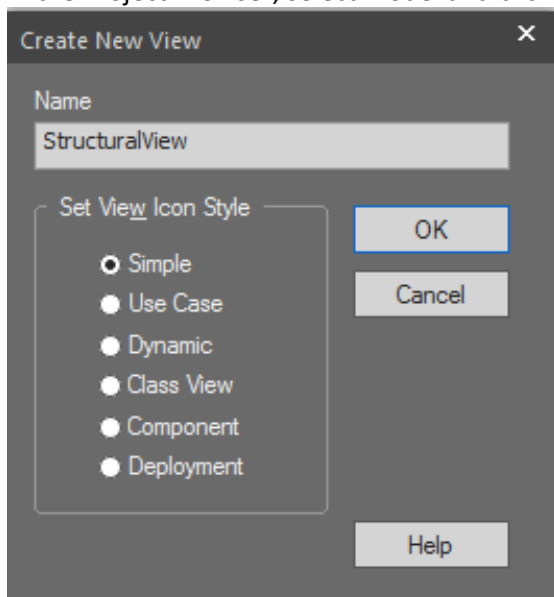 Create New View
Name
StructuralView
Set View Icon Style
OK
Simple
Cancel
Use Case
Dynamic
Class View
Component
Deployment
Help